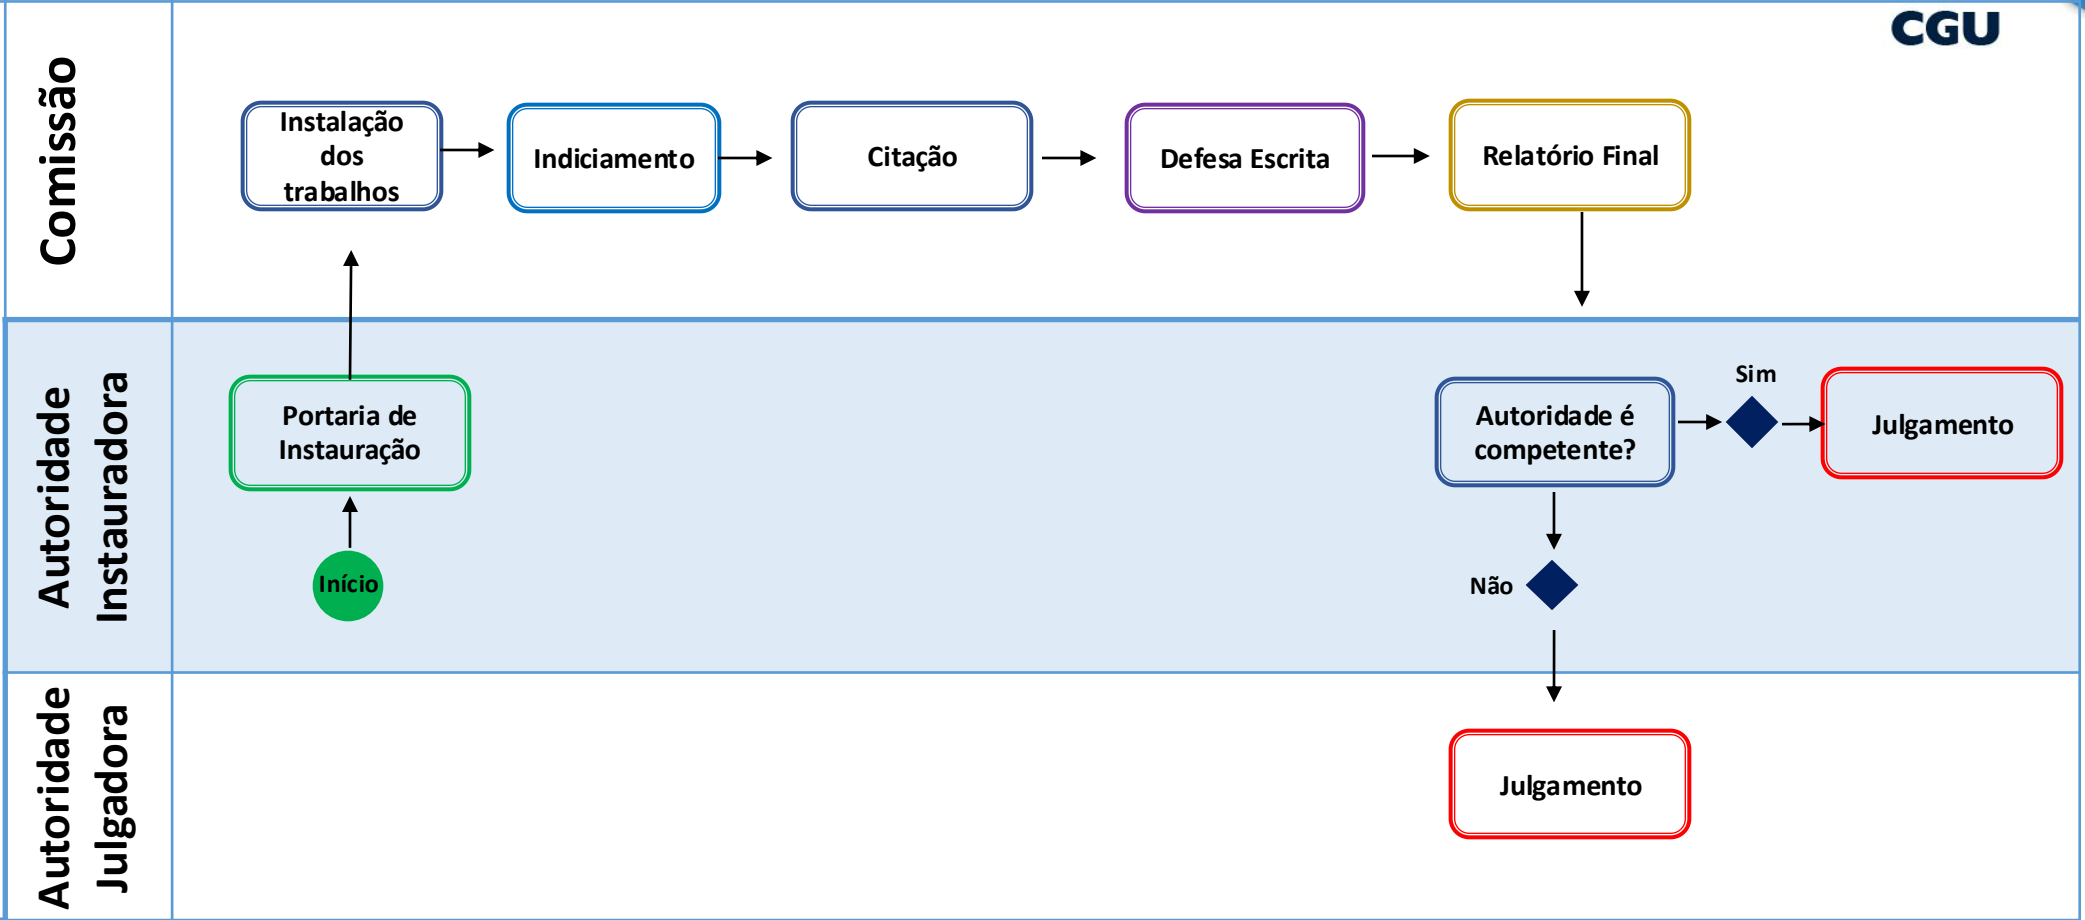 CGU
Comissão
Instalação
dos
trabalhos
Indiciamento
Citação
Defesa Escrita
Relatório Final
Autoridade
Instauradora
Portaria de
Instauração
Início
Autoridade é
competente?
Sim
Julgamento
Não
Autoridade
Julgadora
Julgamento